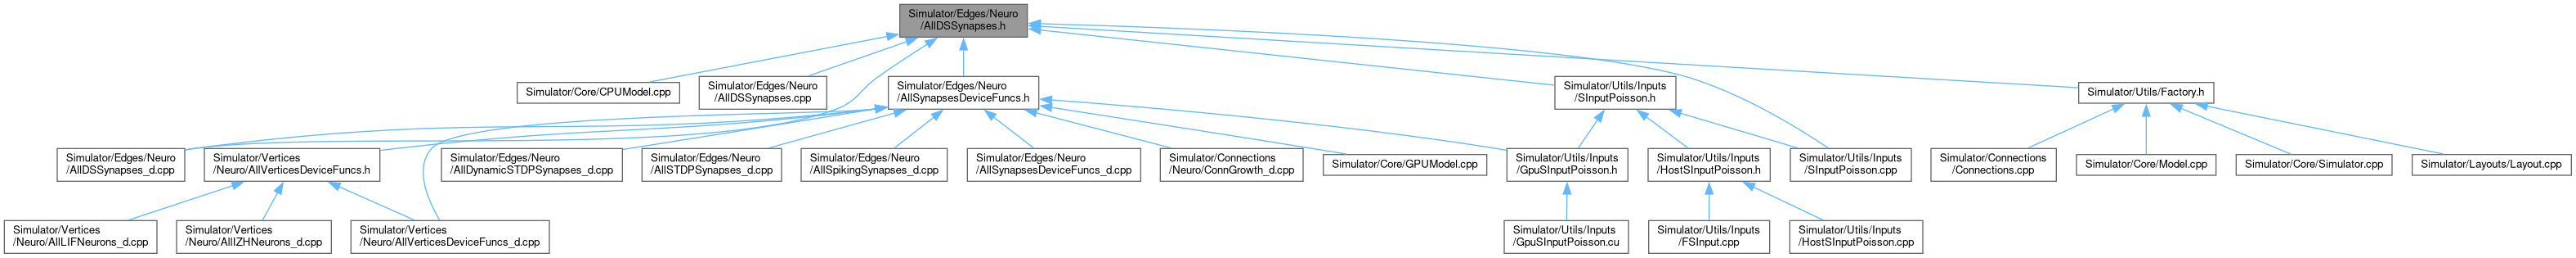 Simulator/Edges/Neuro
/AllDSSynapses.h
Simulator/Core/CPUModel.cpp
Simulator/Edges/Neuro
/AllDSSynapses.cpp
Simulator/Edges/Neuro
/AllSynapsesDeviceFuncs.h
Simulator/Utils/Inputs
/SInputPoisson.h
Simulator/Utils/Factory.h
Simulator/Edges/Neuro
/AllDSSynapses_d.cpp
Simulator/Vertices
/Neuro/AllVerticesDeviceFuncs.h
Simulator/Edges/Neuro
/AllDynamicSTDPSynapses_d.cpp
Simulator/Edges/Neuro
/AllSTDPSynapses_d.cpp
Simulator/Edges/Neuro
/AllSpikingSynapses_d.cpp
Simulator/Edges/Neuro
/AllSynapsesDeviceFuncs_d.cpp
Simulator/Connections
/Neuro/ConnGrowth_d.cpp
Simulator/Core/GPUModel.cpp
Simulator/Utils/Inputs
/GpuSInputPoisson.h
Simulator/Utils/Inputs
/HostSInputPoisson.h
Simulator/Utils/Inputs
/SInputPoisson.cpp
Simulator/Connections
/Connections.cpp
Simulator/Core/Model.cpp
Simulator/Core/Simulator.cpp
Simulator/Layouts/Layout.cpp
Simulator/Vertices
/Neuro/AllLIFNeurons_d.cpp
Simulator/Vertices
/Neuro/AllIZHNeurons_d.cpp
Simulator/Vertices
/Neuro/AllVerticesDeviceFuncs_d.cpp
Simulator/Utils/Inputs
/GpuSInputPoisson.cu
Simulator/Utils/Inputs
/FSInput.cpp
Simulator/Utils/Inputs
/HostSInputPoisson.cpp